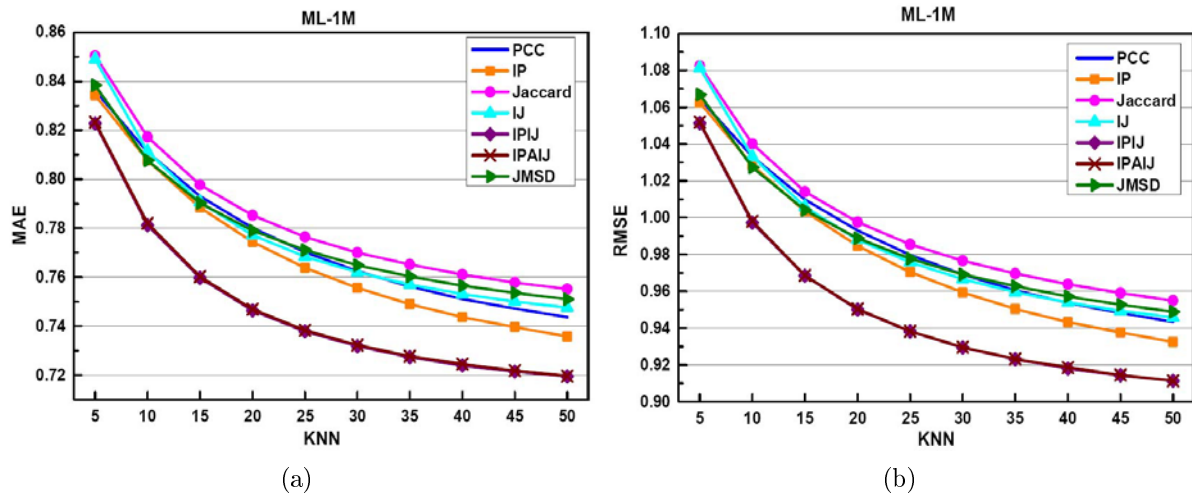 ML-1M
0.86
0.84
0.82
0.80
0.78
0.76
0.74
0.72
MAE
5 10 15 20 25 30 35 40 45 50
KNN
PCC
IP
Jaccard
IJ
IPIJ
IPAIJ
JMSD
(a)
ML-1M
1.10
1.08
1.06
1.04
1.02
1.00
0.98
0.96
0.94
0.92
0.90
RMSE
5 10 15 20 25 30 35 40 45 50
KNN
PCC
IP
Jaccard
IJ
IPIJ
IPAIJ
JMSD
(b)